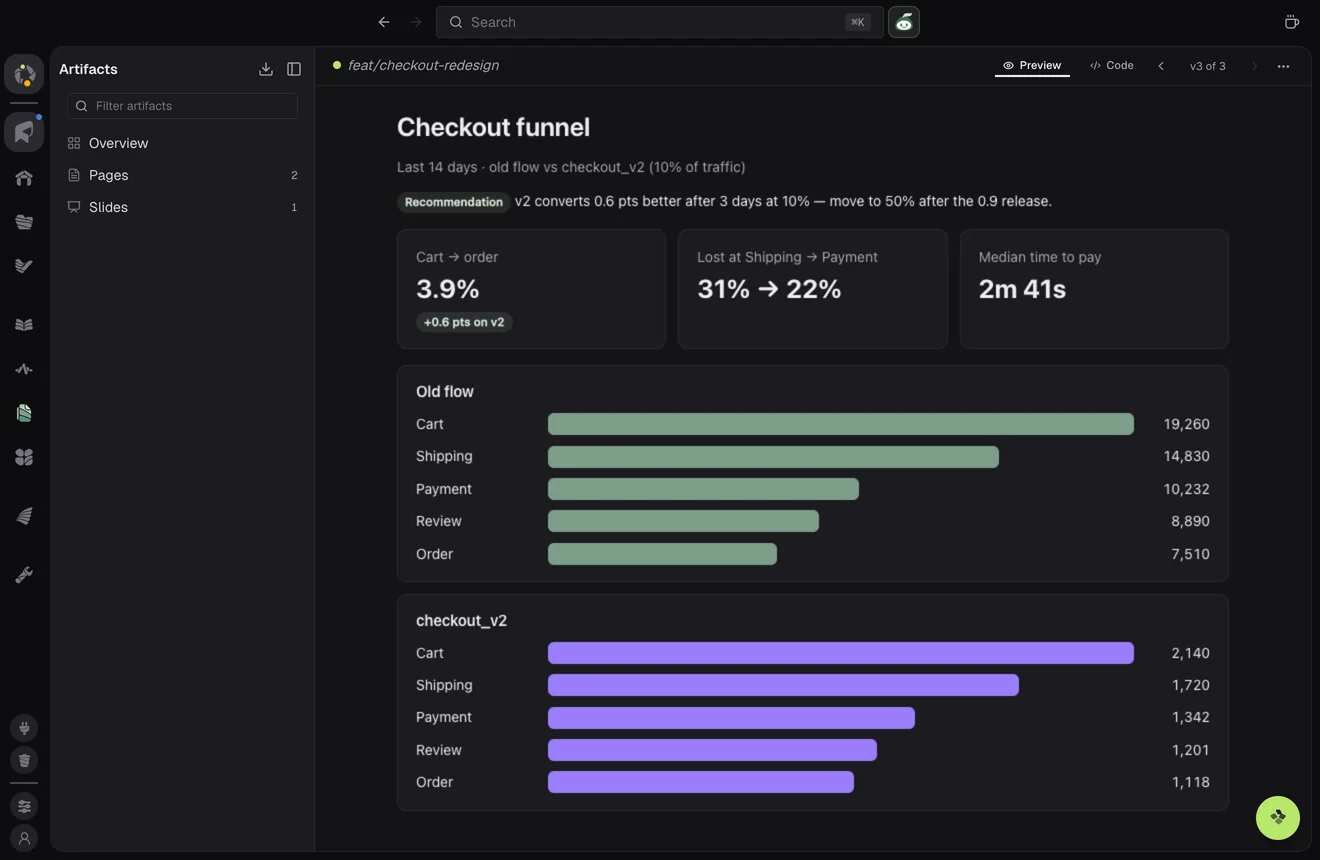 Search
⌘K
Artifacts
Filter artifacts
Overview
Pages 2
Slides 1
feat/checkout-redesign
Preview
Code
v3 of 3
Checkout funnel
Last 14 days · old flow vs checkout_v2 (10% of traffic)
Recommendation v2 converts 0.6 pts better after 3 days at 10% — move to 50% after the 0.9 release.
Cart → order
3.9%
+0.6 pts on v2
Lost at Shipping → Payment
31% → 22%
Median time to pay
2m 41s
Old flow
Cart 19,260
Shipping 14,830
Payment 10,232
Review 8,890
Order 7,510
checkout_v2
Cart 2,140
Shipping 1,720
Payment 1,342
Review 1,201
Order 1,118